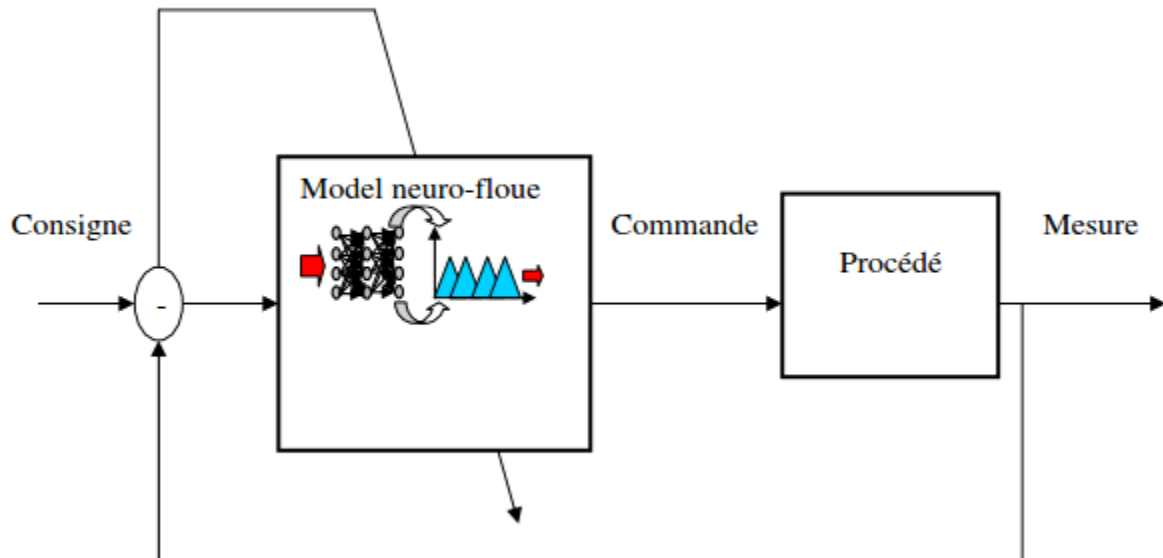 Model neuro-floue
Consigne
Commande
Mesure
Procédé
-